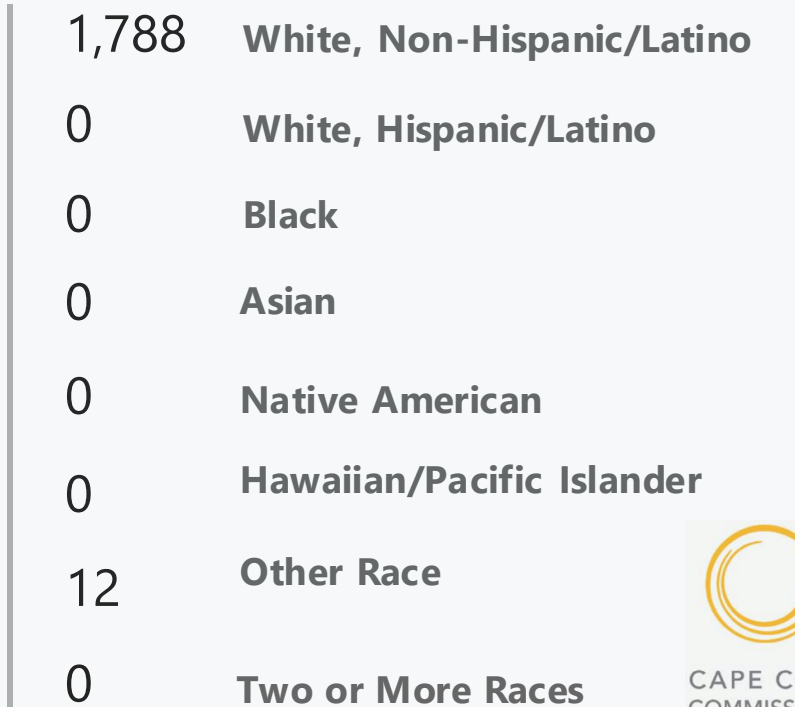 1,788 White, Non-Hispanic/Latino
0 White, Hispanic/Latino
0 Black
0 Asian
0 Native American
0 Hawaiian/Pacific Islander
12 Other Race
0 Two or More Races
CAPE C
COMMISS